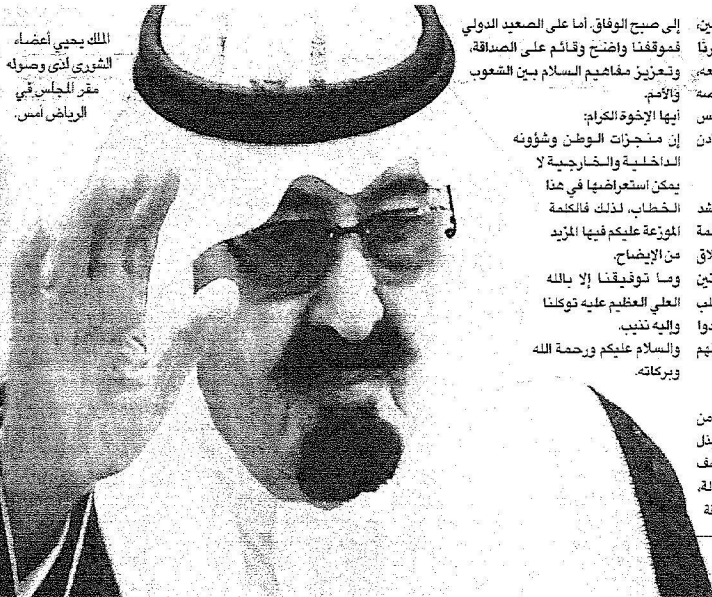 الملك يحيي أعضاء
الشورى لدى وصوله
مقر المجلس في
الرياض أمس.
إلى صبح الوفاق. أما على الصعيد الدولي
فموقفنا واضح وقائم على الصداقة،
وتعزيز مفاهيم السلام بين الشعوب
والأمم.
أيها الإخوة الكرام:
إن منجزات الوطن وشؤونه
الداخلية والخارجية لا
يمكن استعراضها في هذا
الخطاب، لذلك فالكلمة
الموزعة عليكم فيها المزيد
من الإيضاح.
وما توفيقنا إلا بالله
العلي العظيم عليه توكلنا
وإليه ننيب.
والسلام عليكم ورحمة الله
وبركاته.